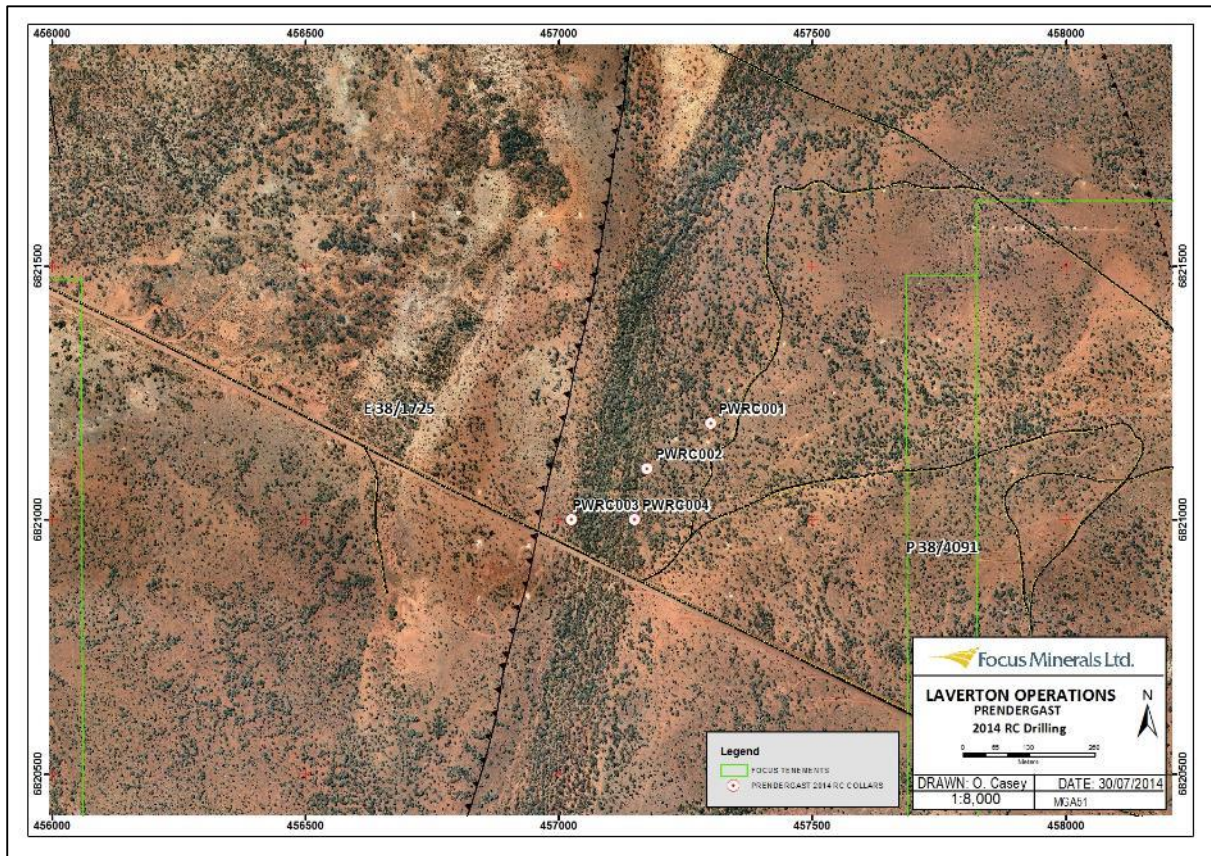 456000 456500 457000 457500 458000
6821500 6821500
PWRC001
E 38/1725
PWRC002
PWRC003 PWRC004
6821000 6821000
P 38/4091
Focus Minerals Ltd.
LAVERTON OPERATIONS
PRENDERGAST
2014 RC Drilling
N
Meters
Legend
FOCUS TENEMENTS
PRENDERGAST 2014 RC COLLARS
DRAWN: O. Casey DATE: 30/07/2014
1:8,000 MGA51
6820500 6820500
456000 456500 457000 457500 458000